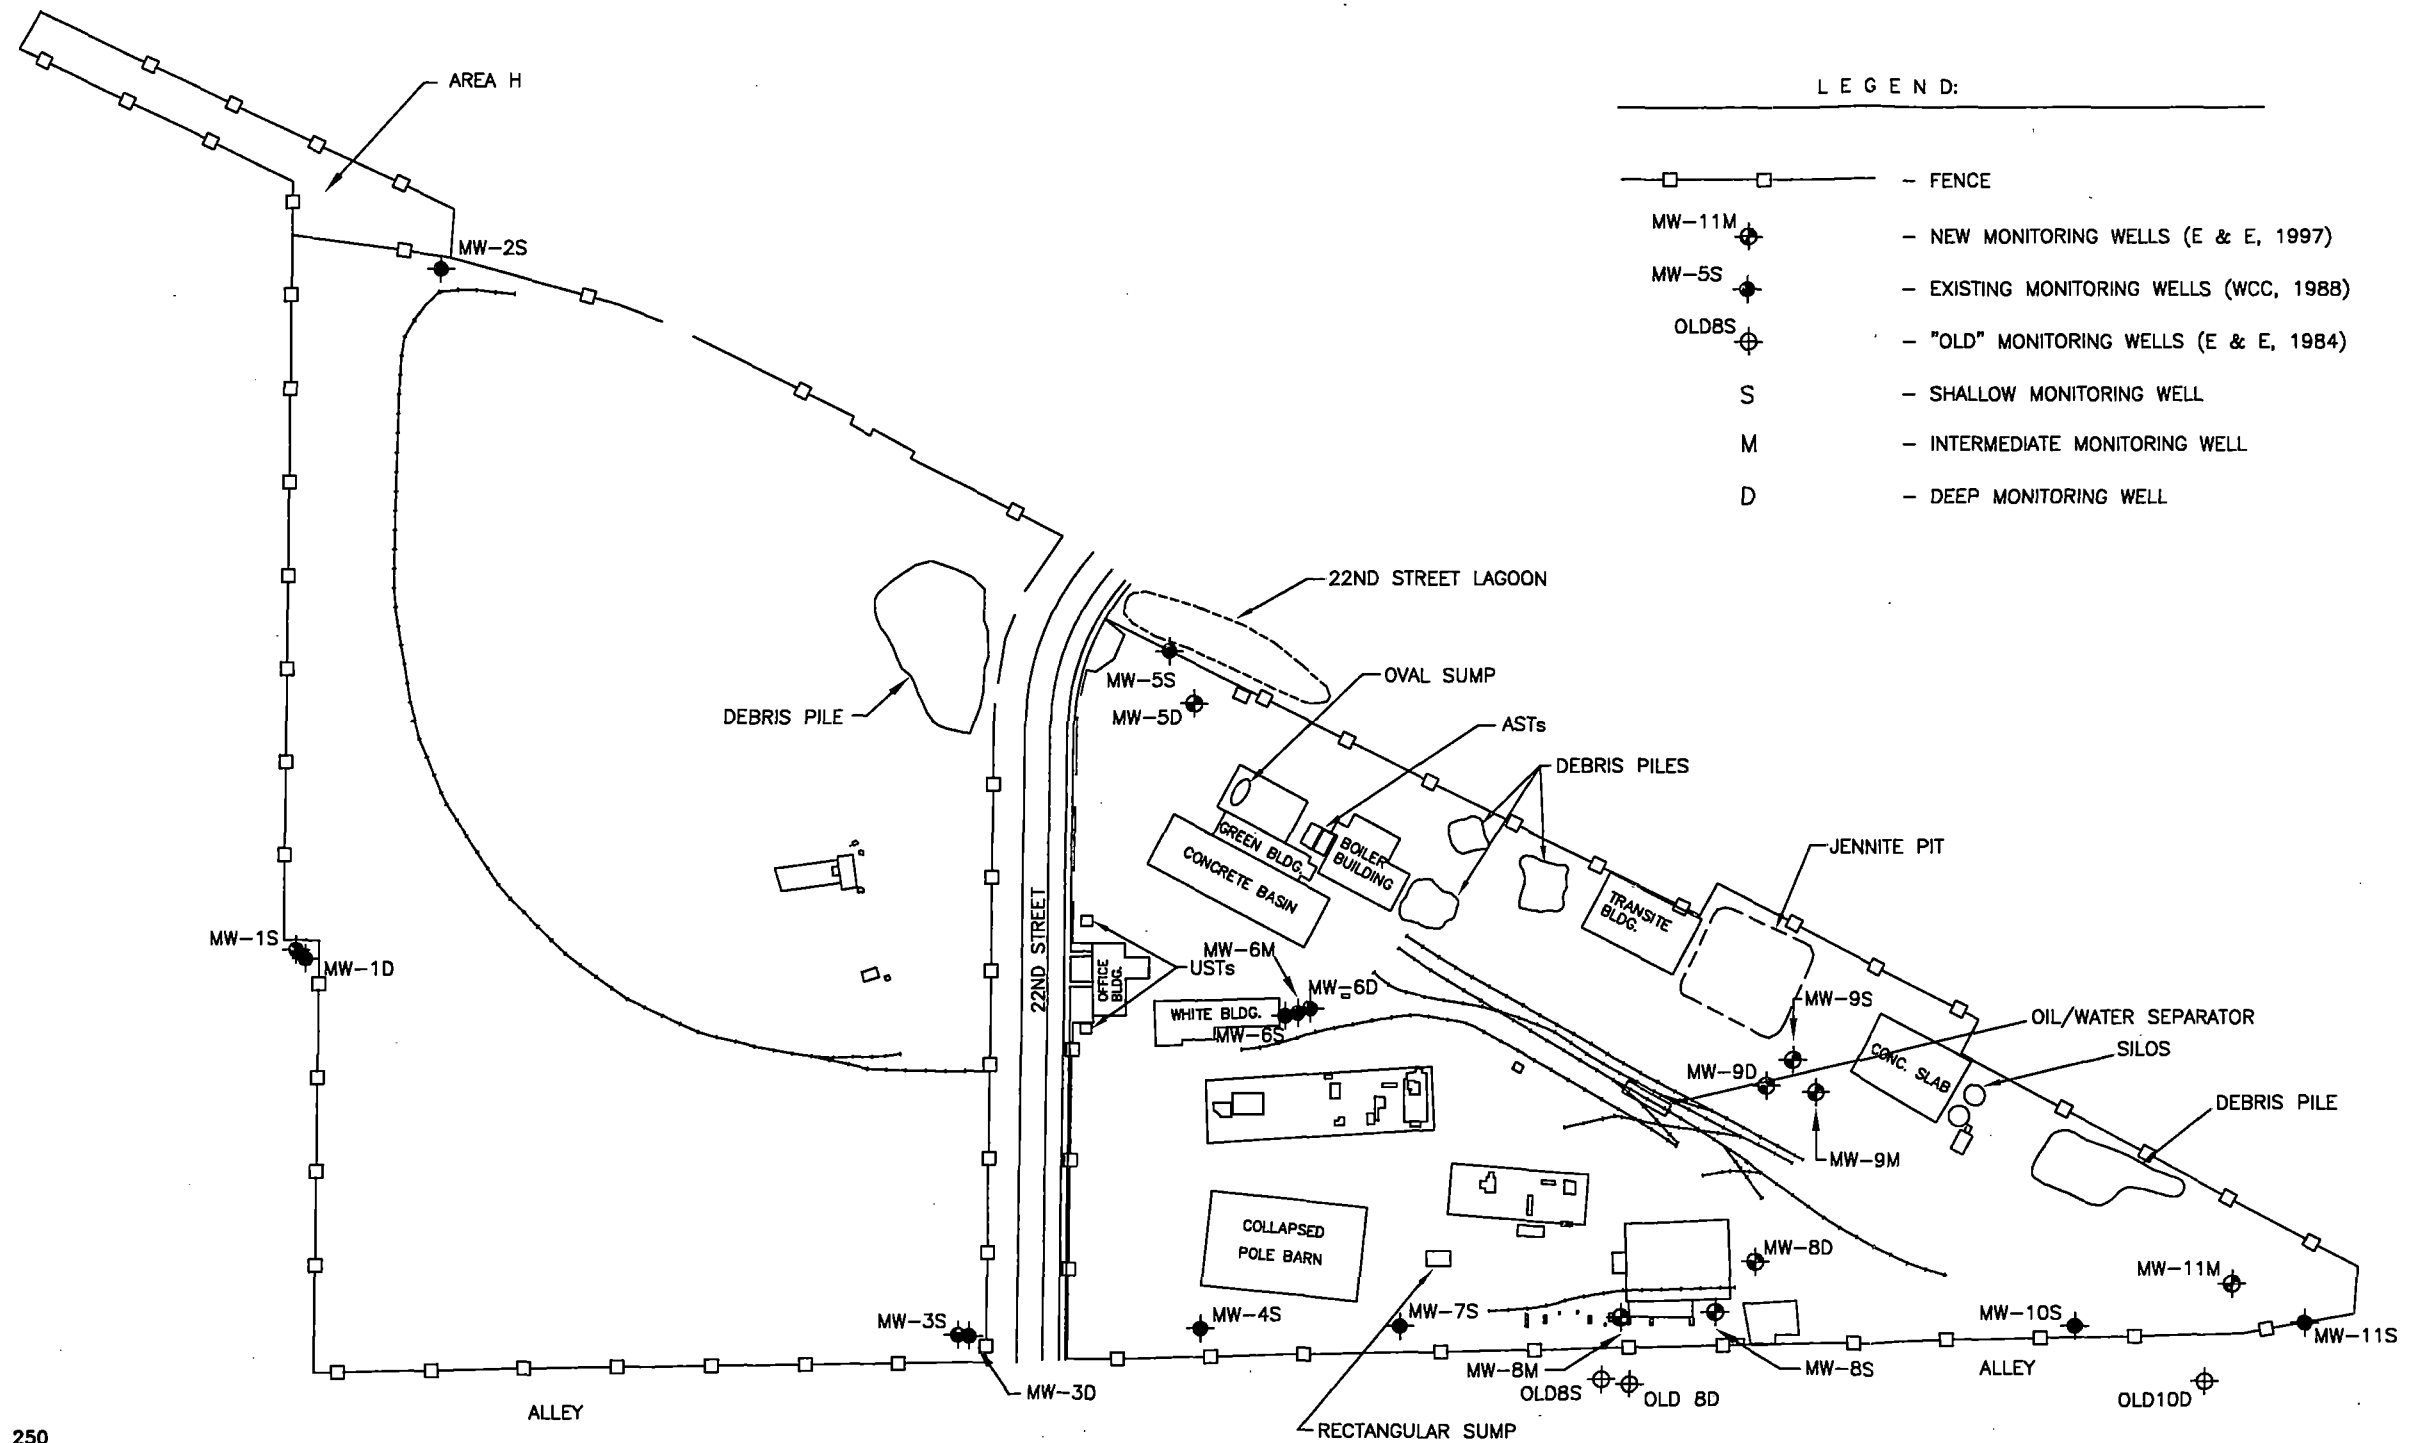 AREA H
LEGEND:
- FENCE
MW-11M
- NEW MONITORING WELLS (E & E, 1997)
MW-5S
- EXISTING MONITORING WELLS (WCC, 1988)
OLD8S
- "OLD" MONITORING WELLS (E & E, 1984)
S
- SHALLOW MONITORING WELL
M
- INTERMEDIATE MONITORING WELL
D
- DEEP MONITORING WELL
MW-2S
22ND STREET LAGOON
MW-5S
MW-5D
OVAL SUMP
DEBRIS PILE
ASTs
DEBRIS PILES
GREEN BLDG.
BOILER
BUILDING
CONCRETE BASIN
JENNITE PIT
TRANSITE
BLDG.
22ND STREET
MW-1S
MW-1D
MW-6M
USTs
OFFICE
BLDG.
MW-6D
WHITE BLDG.
MW-6S
MW-9S
OIL/WATER SEPARATOR
SILOS
CONC. SLAB
MW-9D
DEBRIS PILE
MW-9M
COLLAPSED
POLE BARN
MW-8D
MW-11M
MW-3S
MW-4S
MW-7S
MW-10S
MW-11S
MW-8M
MW-8S
ALLEY
MW-3D
OLD8S
OLD 8D
OLD10D
ALLEY
RECTANGULAR SUMP
250